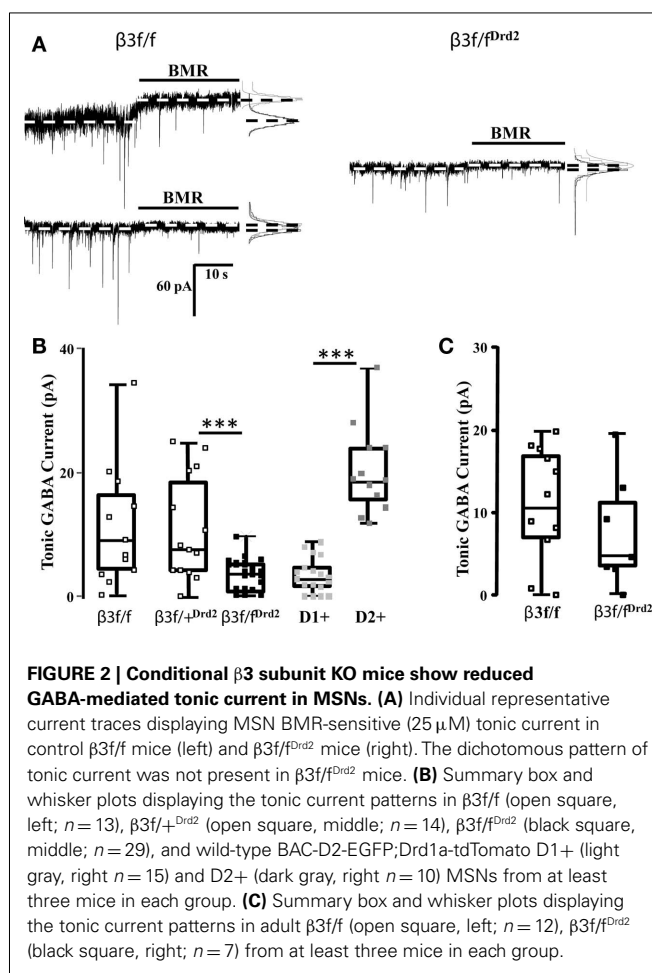 A
β3f/f
β3f/f^Drd2
BMR
BMR
BMR
10 s
60 pA
B
C
Tonic GABA Current (pA)
40
20
0
***
***
β3f/f
β3f/+^Drd2
β3f/f^Drd2
D1+
D2+
Tonic GABA Current (pA)
30
20
10
0
β3f/f
β3f/f^Drd2
FIGURE 2 | Conditional β3 subunit KO mice show reduced
GABA-mediated tonic current in MSNs. (A) Individual representative
current traces displaying MSN BMR-sensitive (25 μM) tonic current in
control β3f/f mice (left) and β3f/f^Drd2 mice (right). The dichotomous pattern of
tonic current was not present in β3f/f^Drd2 mice. (B) Summary box and
whisker plots displaying the tonic current patterns in β3f/f (open square,
left; n = 13), β3f/+^Drd2 (open square, middle; n = 14), β3f/f^Drd2 (black square,
middle; n = 29), and wild-type BAC-D2-EGFP;Drd1a-tdTomato D1+ (light
gray, right n = 15) and D2+ (dark gray, right n = 10) MSNs from at least
three mice in each group. (C) Summary box and whisker plots displaying
the tonic current patterns in adult β3f/f (open square, left; n = 12), β3f/f^Drd2
(black square, right; n = 7) from at least three mice in each group.